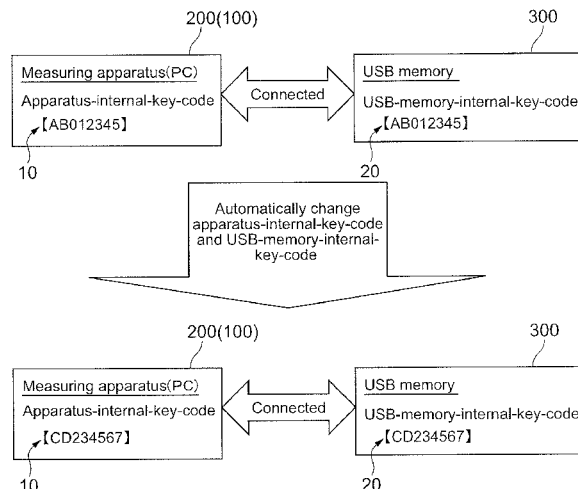 200(100)
300
Measuring apparatus(PC)
USB memory
Apparatus-internal-key-code
Connected
USB-memory-internal-key-code
【AB012345】
【AB012345】
10
20
Automatically change
apparatus-internal-key-code
and USB-memory-internal-
key-code
200(100)
300
Measuring apparatus(PC)
USB memory
Apparatus-internal-key-code
Connected
USB-memory-internal-key-code
【CD234567】
【CD234567】
10
20